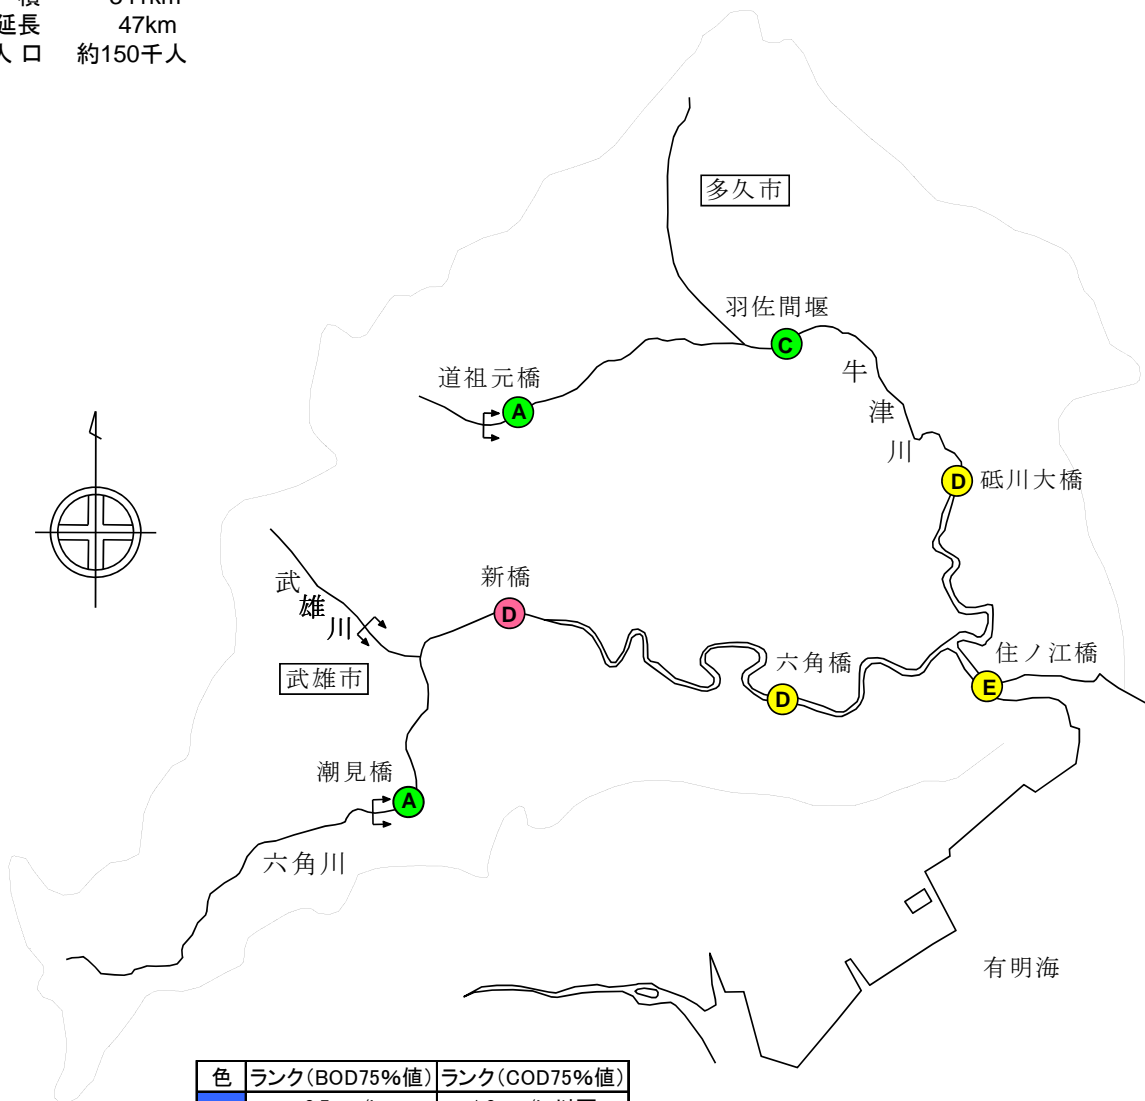 延長 47km
人口 約150千人
多久市
羽佐間堰
C
道祖元橋
A
牛津川
D 砥川大橋
武雄川
新橋
D
武雄市
六角橋
D
住ノ江橋
E
潮見橋
A
六角川
有明海
色 ランク(BOD75%値) ランク(COD75%値)